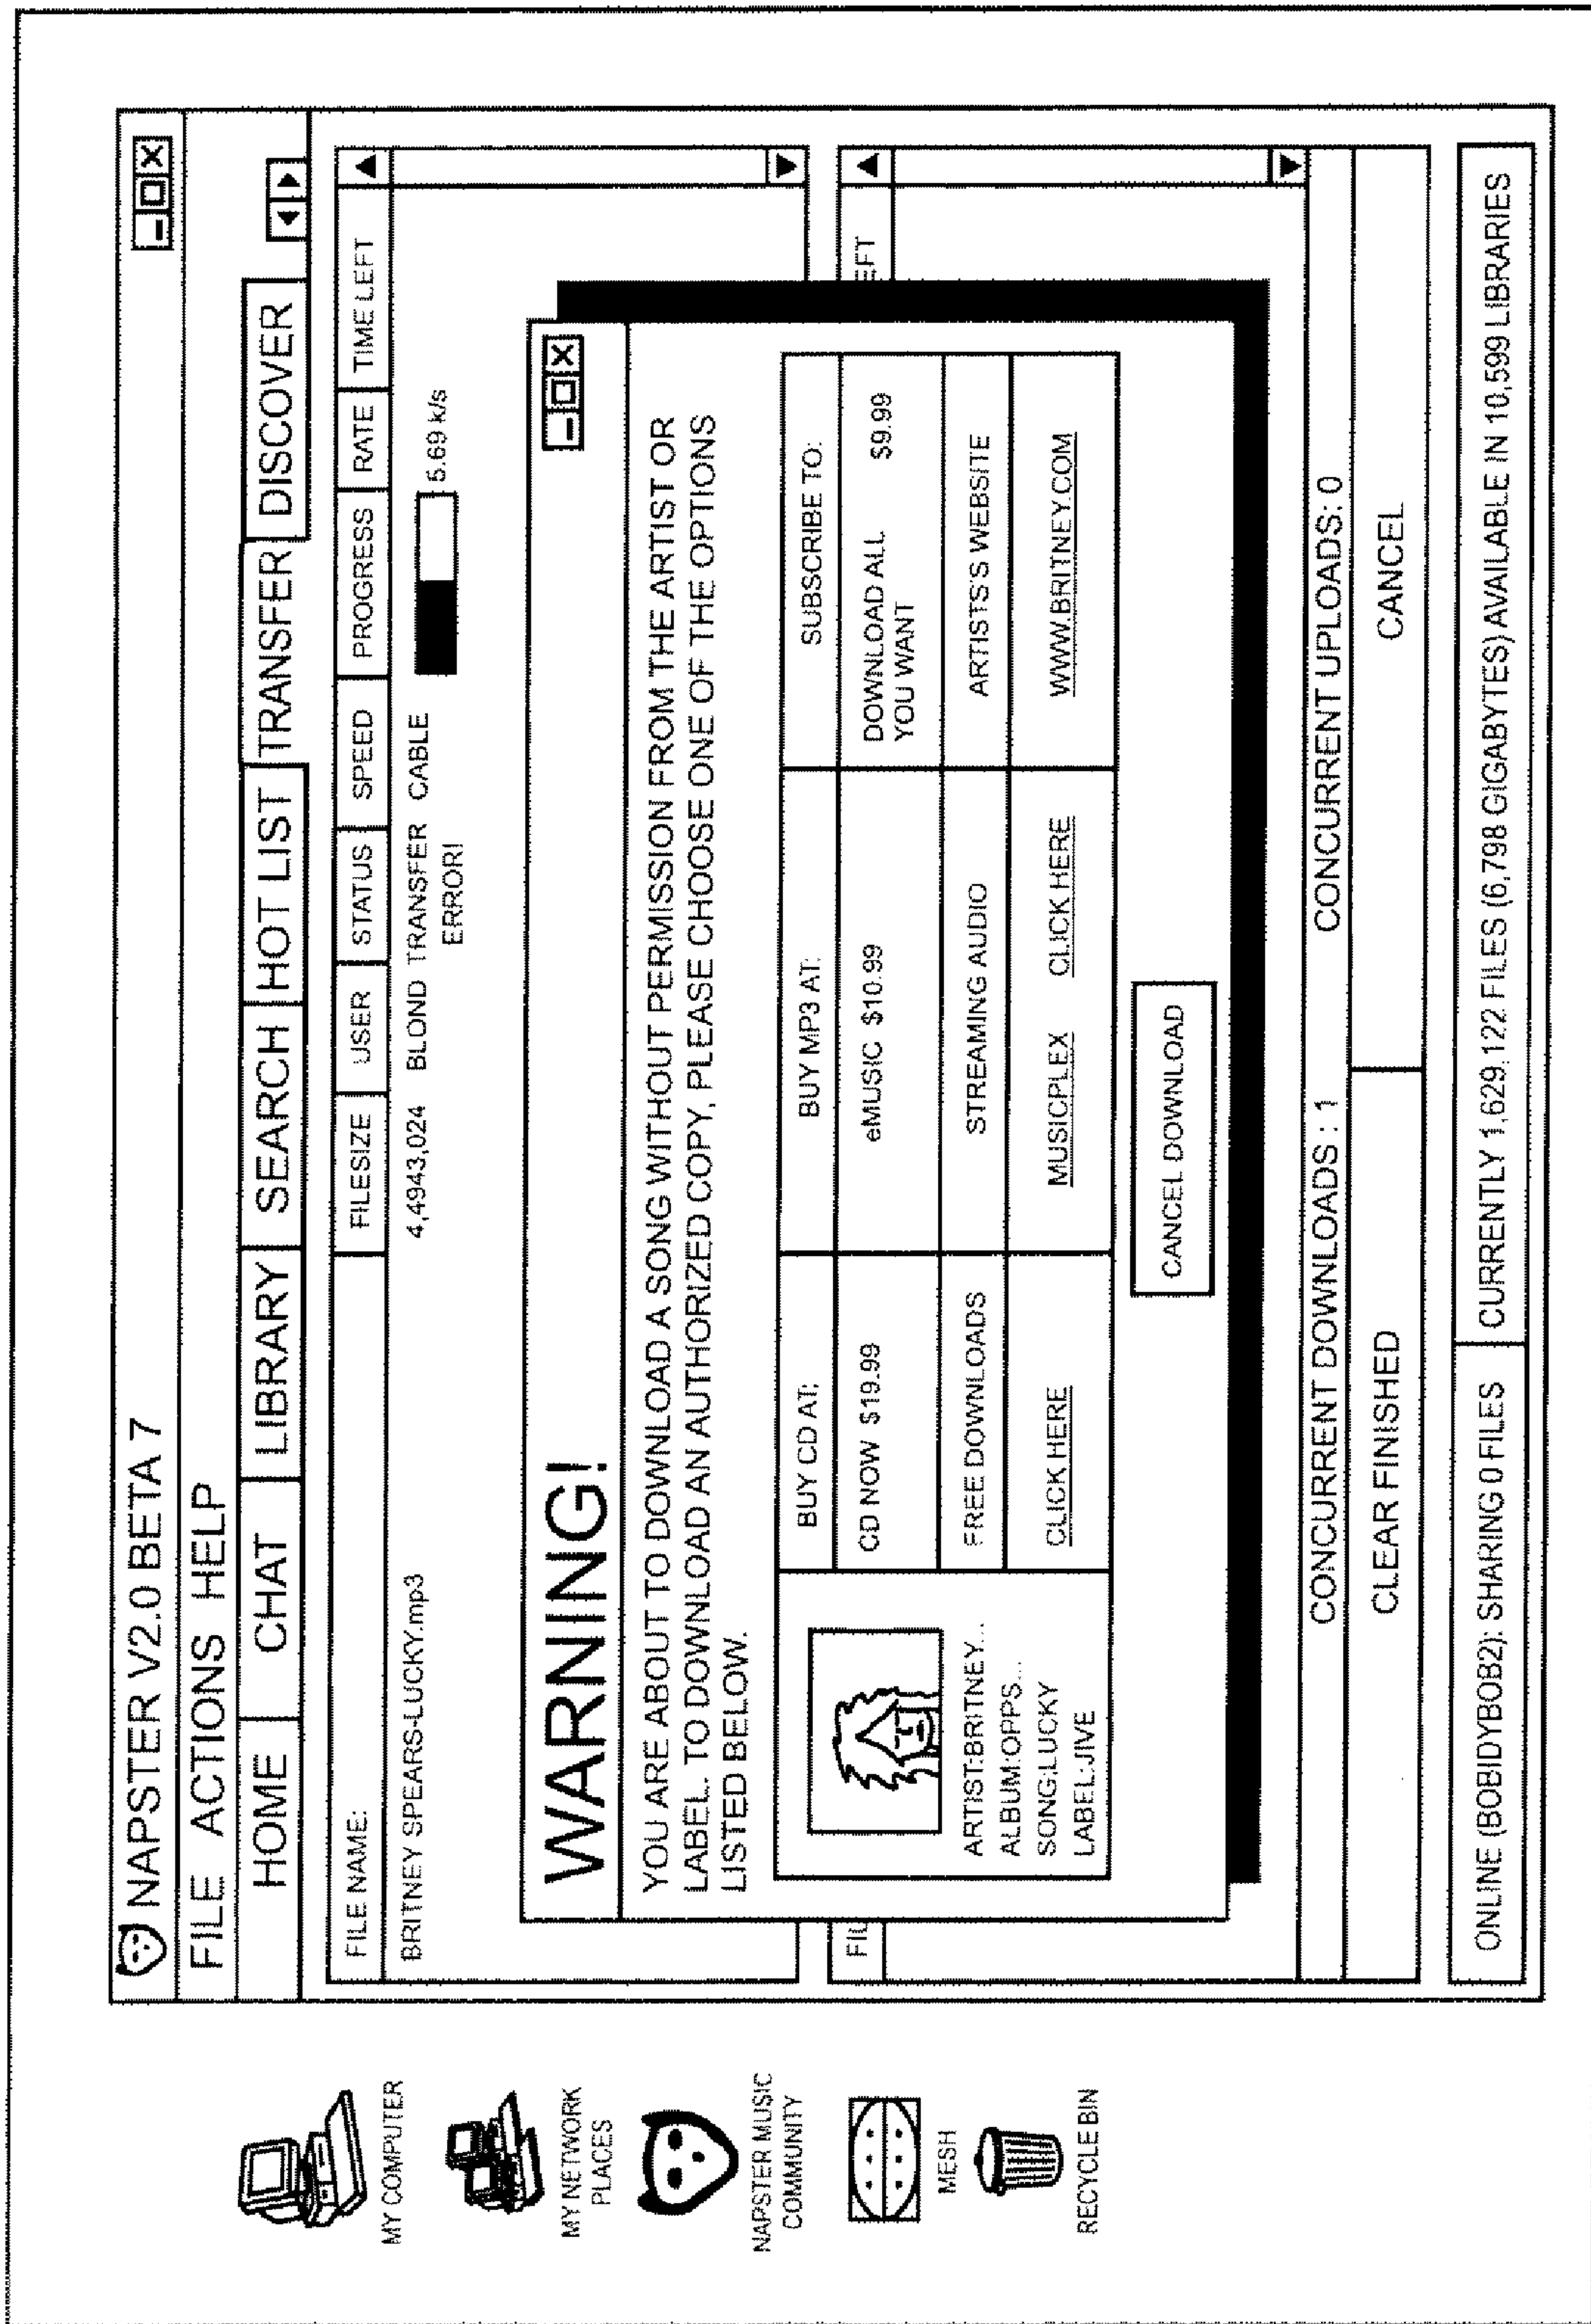 NAPSTER V2.0 BETA 7
FILE ACTIONS HELP
HOME CHAT LIBRARY SEARCH HOT LIST TRANSFER DISCOVER
FILE NAME: FILESIZE USER STATUS SPEED PROGRESS RATE TIME LEFT
BRITNEY SPEARS-LUCKY.mp3 4,4943,024 BLOND TRANSFER CABLE 5.69 k/s
ERROR!
WARNING!
YOU ARE ABOUT TO DOWNLOAD A SONG WITHOUT PERMISSION FROM THE ARTIST OR
LABEL. TO DOWNLOAD AN AUTHORIZED COPY, PLEASE CHOOSE ONE OF THE OPTIONS
LISTED BELOW.
BUY CD AT: BUY MP3 AT: SUBSCRIBE TO:
CD NOW $19.99 eMUSIC $10.99 DOWNLOAD ALL $9.99
YOU WANT
FREE DOWNLOADS STREAMING AUDIO ARTISTS'S WEBSITE
CLICK HERE MUSICPLEX CLICK HERE WWW.BRITNEY.COM
ARTIST:BRITNEY...
ALBUM:OPPS...
SONG:LUCKY
LABEL:JIVE
CANCEL DOWNLOAD
FIL EFT
CONCURRENT DOWNLOADS : 1 CONCURRENT UPLOADS: 0
CLEAR FINISHED CANCEL
ONLINE (BOBIDYBOB2): SHARING 0 FILES CURRENTLY 1,629,122 FILES (6,798 GIGABYTES) AVAILABLE IN 10,599 LIBRARIES
MY COMPUTER
MY NETWORK
PLACES
NAPSTER MUSIC
COMMUNITY
MESH
RECYCLE BIN